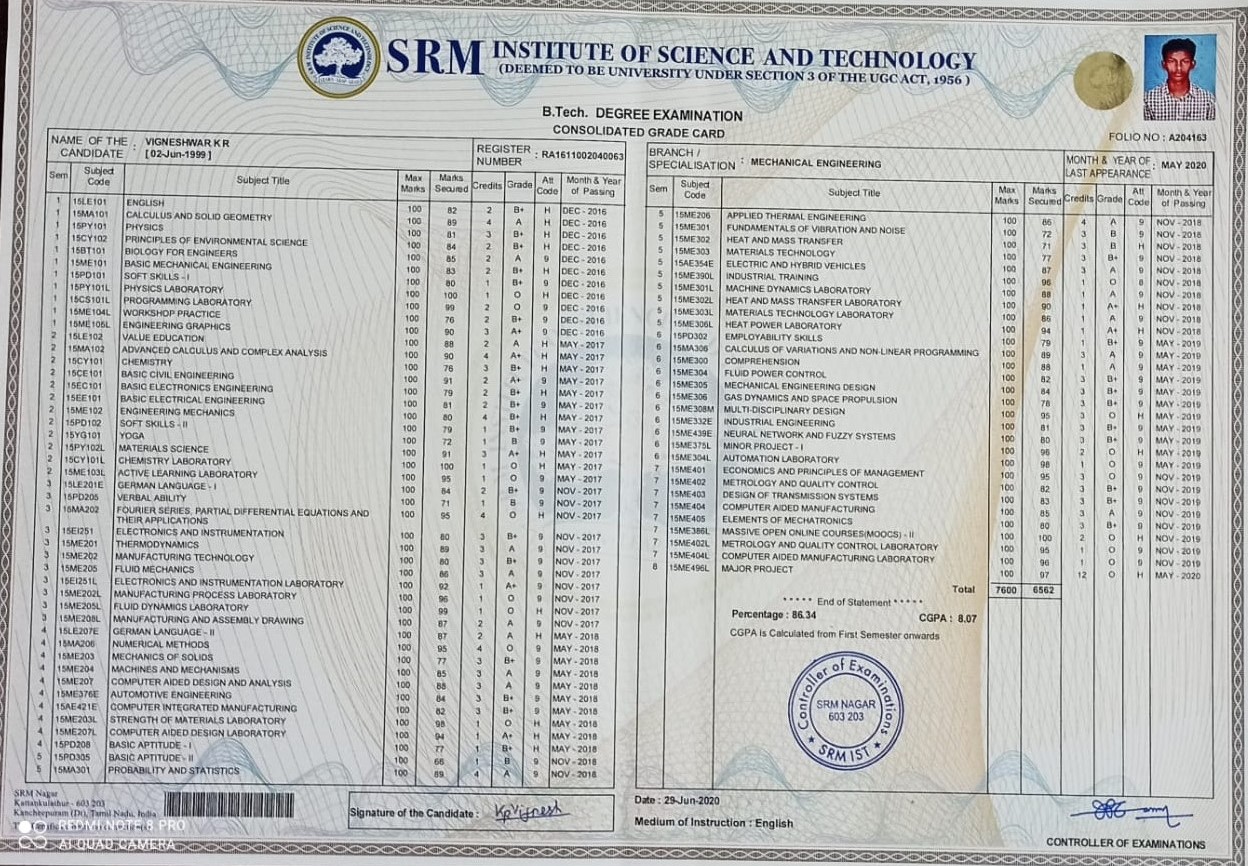 SRM INSTITUTE OF SCIENCE AND TECHNOLOGY
(DEEMED TO BE UNIVERSITY UNDER SECTION 3 OF THE UGC ACT, 1956 )
B.Tech. DEGREE EXAMINATION
CONSOLIDATED GRADE CARD
FOLIO NO : A204163
NAME OF THE CANDIDATE : VIGNESHWAR K R
[ 02-Jun-1999 ]
REGISTER NUMBER : RA1611002040063
BRANCH / SPECIALISATION : MECHANICAL ENGINEERING
MONTH & YEAR OF LAST APPEARANCE : MAY 2020
Sem Subject Code Subject Title Max Marks Marks Secured Credits Grade Att Code Month & Year of Passing
1 15LE101 ENGLISH 100 82 2 B+ H DEC - 2016
1 15MA101 CALCULUS AND SOLID GEOMETRY 100 89 4 A H DEC - 2016
1 15PY101 PHYSICS 100 81 3 B+ H DEC - 2016
1 15CY102 PRINCIPLES OF ENVIRONMENTAL SCIENCE 100 84 2 B+ H DEC - 2016
1 15BT101 BIOLOGY FOR ENGINEERS 100 85 2 A 9 DEC - 2016
1 15ME101 BASIC MECHANICAL ENGINEERING 100 83 2 B+ H DEC - 2016
1 15PD101 SOFT SKILLS - I 100 80 1 B+ 9 DEC - 2016
1 15PY101L PHYSICS LABORATORY 100 100 1 O H DEC - 2016
1 15CS101L PROGRAMMING LABORATORY 100 99 2 O 9 DEC - 2016
1 15ME104L WORKSHOP PRACTICE 100 76 2 B+ 9 DEC - 2016
1 15ME105L ENGINEERING GRAPHICS 100 90 3 A+ 9 DEC - 2016
2 15LE102 VALUE EDUCATION 100 88 2 A H MAY - 2017
2 15MA102 ADVANCED CALCULUS AND COMPLEX ANALYSIS 100 90 4 A+ H MAY - 2017
2 15CY101 CHEMISTRY 100 76 3 B+ H MAY - 2017
2 15CE101 BASIC CIVIL ENGINEERING 100 91 2 A+ 9 MAY - 2017
2 15EC101 BASIC ELECTRONICS ENGINEERING 100 79 2 B+ H MAY - 2017
2 15EE101 BASIC ELECTRICAL ENGINEERING 100 81 2 B+ 9 MAY - 2017
2 15ME102 ENGINEERING MECHANICS 100 80 4 B+ H MAY - 2017
2 15PD102 SOFT SKILLS - II 100 79 1 B+ 9 MAY - 2017
2 15YG101 YOGA 100 72 1 B 9 MAY - 2017
2 15PY102L MATERIALS SCIENCE 100 91 3 A+ H MAY - 2017
2 15CY101L CHEMISTRY LABORATORY 100 100 1 O H MAY - 2017
2 15ME103L ACTIVE LEARNING LABORATORY 100 95 1 O 9 MAY - 2017
3 15LE201E GERMAN LANGUAGE - I 100 84 2 B+ 9 NOV - 2017
3 15PD205 VERBAL ABILITY 100 71 1 B 9 NOV - 2017
3 15MA202 FOURIER SERIES, PARTIAL DIFFERENTIAL EQUATIONS AND 100 95 4 O H NOV - 2017
THEIR APPLICATIONS
3 15EI251 ELECTRONICS AND INSTRUMENTATION 100 80 3 B+ 9 NOV - 2017
3 15ME201 THERMODYNAMICS 100 89 3 A 9 NOV - 2017
3 15ME202 MANUFACTURING TECHNOLOGY 100 80 3 B+ 9 NOV - 2017
3 15ME205 FLUID MECHANICS 100 86 3 A 9 NOV - 2017
3 15EI251L ELECTRONICS AND INSTRUMENTATION LABORATORY 100 92 1 A+ 9 NOV - 2017
3 15ME202L MANUFACTURING PROCESS LABORATORY 100 96 1 O 9 NOV - 2017
3 15ME205L FLUID DYNAMICS LABORATORY 100 99 1 O H NOV - 2017
3 15ME208L MANUFACTURING AND ASSEMBLY DRAWING 100 87 2 A 9 NOV - 2017
4 15LE207E GERMAN LANGUAGE - II 100 87 2 A H MAY - 2018
4 15MA206 NUMERICAL METHODS 100 95 4 O 9 MAY - 2018
4 15ME203 MECHANICS OF SOLIDS 100 77 3 B+ 9 MAY - 2018
4 15ME204 MACHINES AND MECHANISMS 100 85 3 A 9 MAY - 2018
4 15ME207 COMPUTER AIDED DESIGN AND ANALYSIS 100 88 3 A 9 MAY - 2018
4 15ME376E AUTOMOTIVE ENGINEERING 100 84 3 B+ 9 MAY - 2018
4 15AE421E COMPUTER INTEGRATED MANUFACTURING 100 82 3 B+ 9 MAY - 2018
4 15ME203L STRENGTH OF MATERIALS LABORATORY 100 98 1 O H MAY - 2018
4 15ME207L COMPUTER AIDED DESIGN LABORATORY 100 94 1 A+ H MAY - 2018
4 15PD208 BASIC APTITUDE - I 100 77 1 B+ H MAY - 2018
5 15PD305 BASIC APTITUDE - II 100 66 1 B 9 NOV - 2018
5 15MA301 PROBABILITY AND STATISTICS 100 89 4 A 9 NOV - 2018
Sem Subject Code Subject Title Max Marks Marks Secured Credits Grade Att Code Month & Year of Passing
5 15ME206 APPLIED THERMAL ENGINEERING 100 86 4 A 9 NOV - 2018
5 15ME301 FUNDAMENTALS OF VIBRATION AND NOISE 100 72 3 B 9 NOV - 2018
5 15ME302 HEAT AND MASS TRANSFER 100 71 3 B H NOV - 2018
5 15ME303 MATERIALS TECHNOLOGY 100 77 3 B+ 9 NOV - 2018
5 15AE354E ELECTRIC AND HYBRID VEHICLES 100 87 3 A 9 NOV - 2018
5 15ME390L INDUSTRIAL TRAINING 100 96 1 O 8 NOV - 2018
5 15ME301L MACHINE DYNAMICS LABORATORY 100 88 1 A 9 NOV - 2018
5 15ME302L HEAT AND MASS TRANSFER LABORATORY 100 90 1 A+ H NOV - 2018
5 15ME303L MATERIALS TECHNOLOGY LABORATORY 100 86 1 A 9 NOV - 2018
5 15ME306L HEAT POWER LABORATORY 100 94 1 A+ H NOV - 2018
6 15PD302 EMPLOYABILITY SKILLS 100 79 1 B+ 9 MAY - 2019
6 15MA306 CALCULUS OF VARIATIONS AND NON-LINEAR PROGRAMMING 100 89 3 A 9 MAY - 2019
6 15ME300 COMPREHENSION 100 88 1 A 9 MAY - 2019
6 15ME304 FLUID POWER CONTROL 100 82 3 B+ 9 MAY - 2019
6 15ME305 MECHANICAL ENGINEERING DESIGN 100 84 3 B+ 9 MAY - 2019
6 15ME306 GAS DYNAMICS AND SPACE PROPULSION 100 78 3 B+ 9 MAY - 2019
6 15ME308M MULTI-DISCIPLINARY DESIGN 100 95 3 O H MAY - 2019
6 15ME332E INDUSTRIAL ENGINEERING 100 81 3 B+ 9 MAY - 2019
6 15ME439E NEURAL NETWORK AND FUZZY SYSTEMS 100 80 3 B+ 9 MAY - 2019
6 15ME375L MINOR PROJECT - I 100 96 2 O H MAY - 2019
6 15ME304L AUTOMATION LABORATORY 100 98 1 O 9 MAY - 2019
7 15ME401 ECONOMICS AND PRINCIPLES OF MANAGEMENT 100 95 3 O 9 NOV - 2019
7 15ME402 METROLOGY AND QUALITY CONTROL 100 82 3 B+ 9 NOV - 2019
7 15ME403 DESIGN OF TRANSMISSION SYSTEMS 100 83 3 B+ 9 NOV - 2019
7 15ME404 COMPUTER AIDED MANUFACTURING 100 85 3 A 9 NOV - 2019
7 15ME405 ELEMENTS OF MECHATRONICS 100 80 3 B+ 9 NOV - 2019
7 15ME386L MASSIVE OPEN ONLINE COURSES(MOOCS) - II 100 100 2 O H NOV - 2019
7 15ME402L METROLOGY AND QUALITY CONTROL LABORATORY 100 95 1 O 9 NOV - 2019
7 15ME404L COMPUTER AIDED MANUFACTURING LABORATORY 100 96 1 O 9 NOV - 2019
8 15ME496L MAJOR PROJECT 100 97 12 O H MAY - 2020
Total 7600 6562
* * * * * End of Statement * * * * *
Percentage : 86.34 CGPA : 8.07
CGPA is Calculated from First Semester onwards
Controller of Examinations
SRM NAGAR
603 203
★ SRM IST ★
SRM Nagar
Kattankulathur - 603 203
Kancheepuram (Dt), Tamil Nadu, India
REDMI NOTE 8 PRO
AI QUAD CAMERA
Signature of the Candidate : KpVignesh
Date : 29-Jun-2020
Medium of Instruction : English
CONTROLLER OF EXAMINATIONS